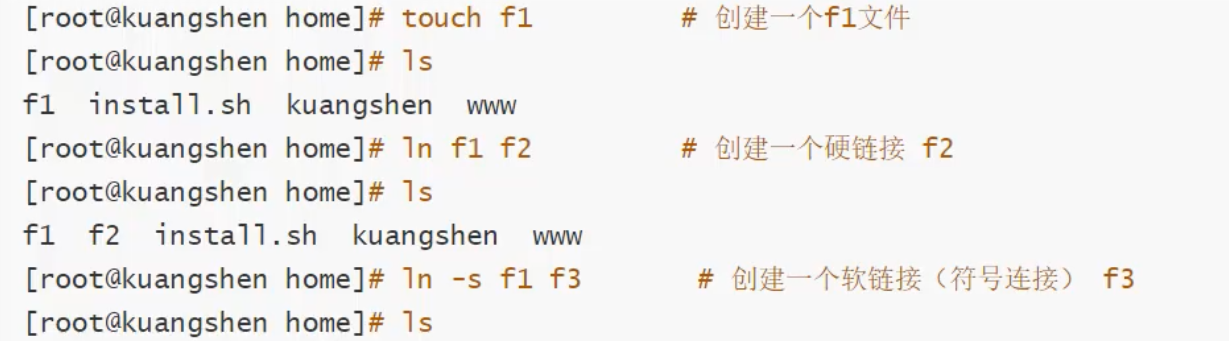 [root@kuangshen home]# touch f1 # 创建一个f1文件
[root@kuangshen home]# ls
f1 install.sh kuangshen www
[root@kuangshen home]# ln f1 f2 # 创建一个硬链接 f2
[root@kuangshen home]# ls
f1 f2 install.sh kuangshen www
[root@kuangshen home]# ln -s f1 f3 # 创建一个软链接（符号连接） f3
[root@kuangshen home]# ls